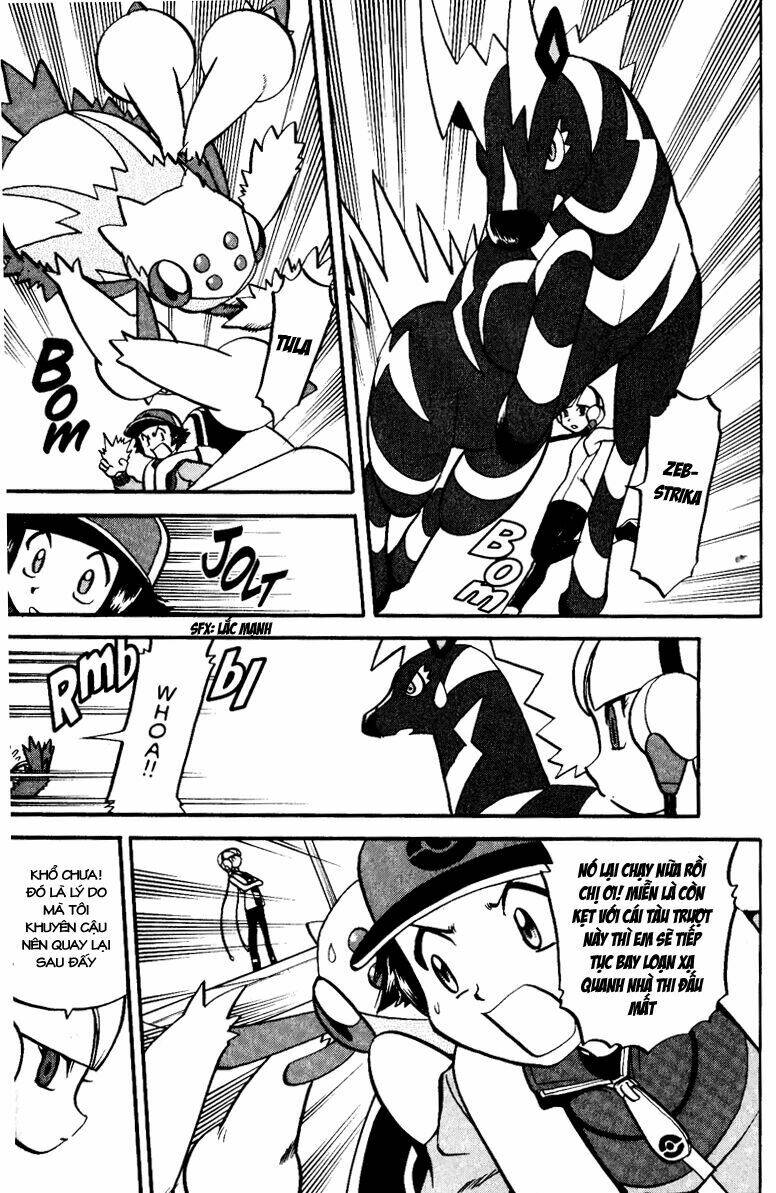 ZEB-
STRIKA
BOM
TULA
BOM
JOLT
SFX: LẮC MẠNH
Rmb
bl
WHOA!!
NÓ LẠI CHẠY NỮA RỒI
CHỊ ƠI! MIỄN LÀ CÒN
KẸT VỚI CÁI TÀU TRƯỢT
NÀY THÌ EM SẼ TIẾP
TỤC BAY LOẠN XẠ
QUANH NHÀ THI ĐẤU
MẤT
KHỔ CHƯA!
ĐÓ LÀ LÝ DO
MÀ TÔI
KHUYÊN CẬU
NÊN QUAY LẠI
SAU ĐẤY